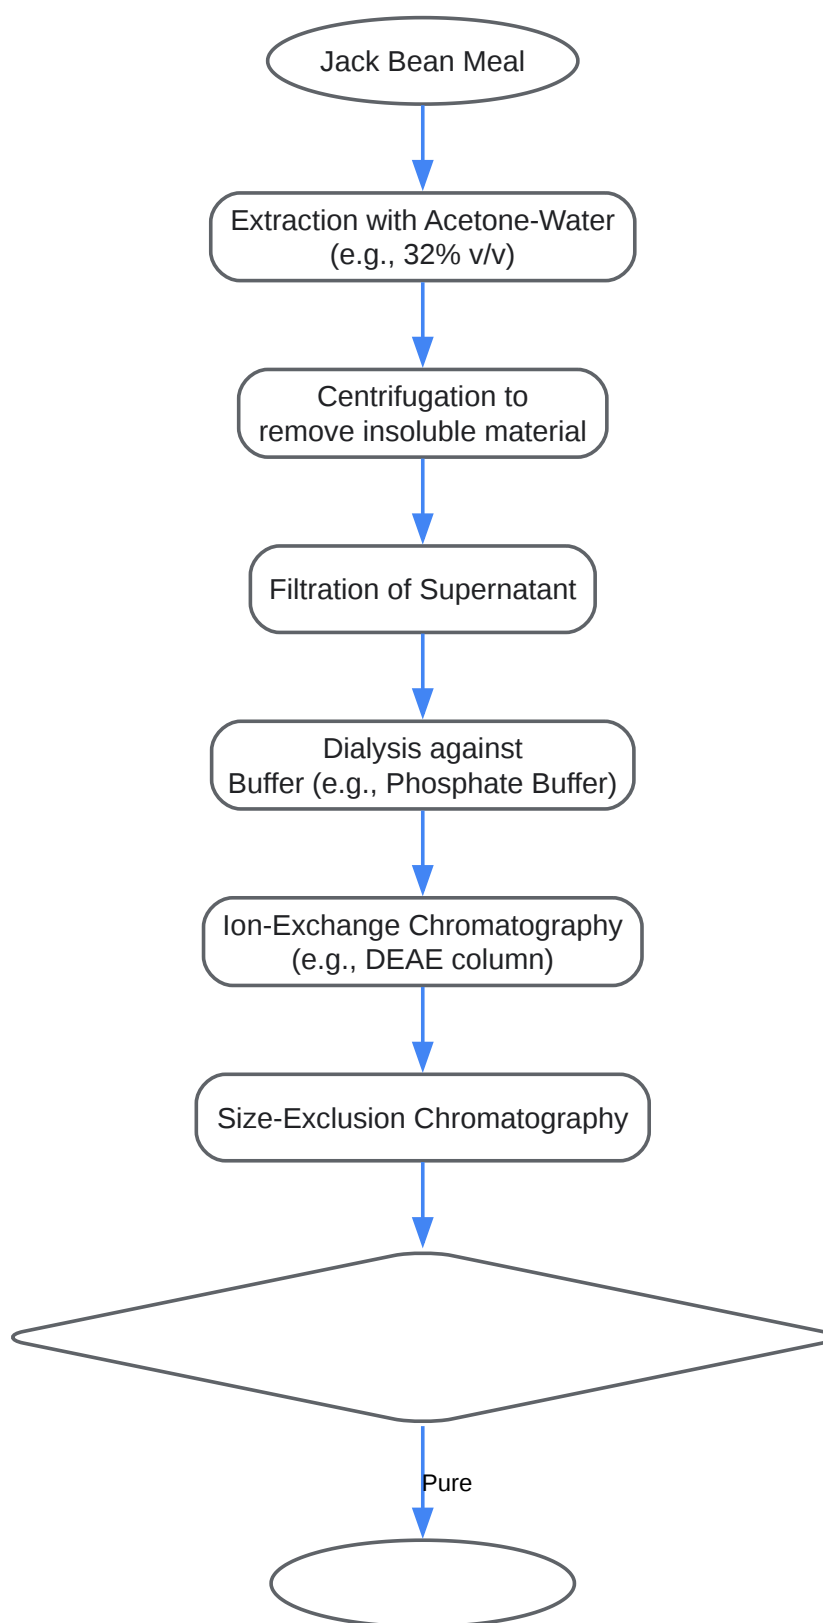 Jack Bean Meal
Extraction with Acetone-Water
(e.g., 32% v/v)
Centrifugation to
remove insoluble material
Filtration of Supernatant
Dialysis against
Buffer (e.g., Phosphate Buffer)
Ion-Exchange Chromatography
(e.g., DEAE column)
Size-Exclusion Chromatography
Pure